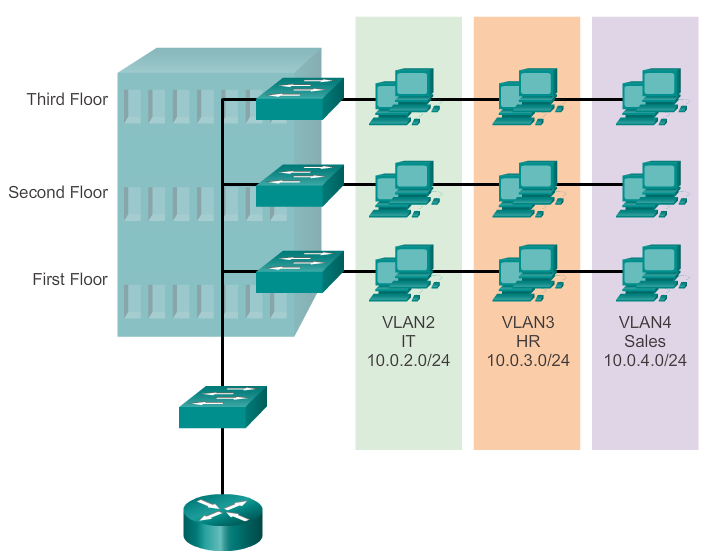 Third Floor
Second Floor
First Floor
VLAN2
IT
10.0.2.0/24
VLAN3
HR
10.0.3.0/24
VLAN4
Sales
10.0.4.0/24